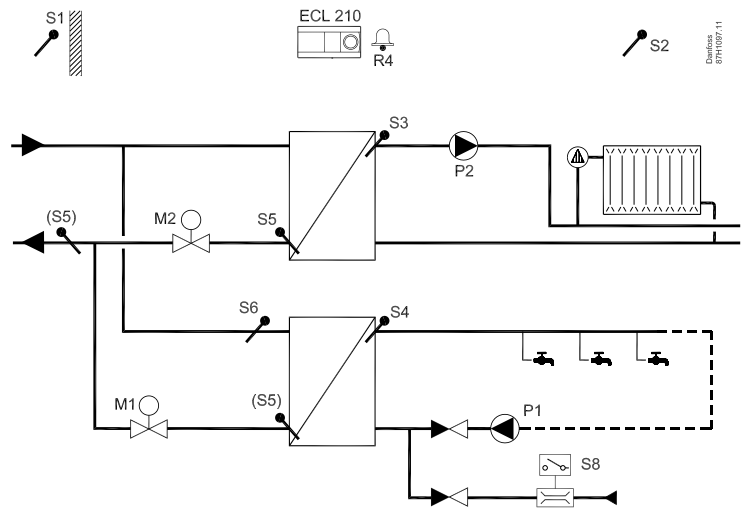 S1
ECL 210
R4
S2
Danfoss
87H1097.11
S3
P2
(S5)
M2
S5
S6
S4
M1
(S5)
P1
S8